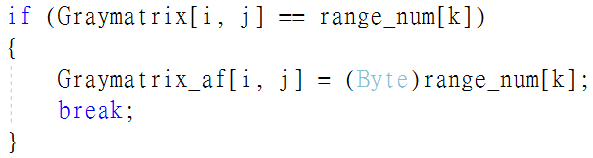 if (Graymatrix[i, j] == range_num[k])
{
    Graymatrix_af[i, j] = (Byte)range_num[k];
    break;
}